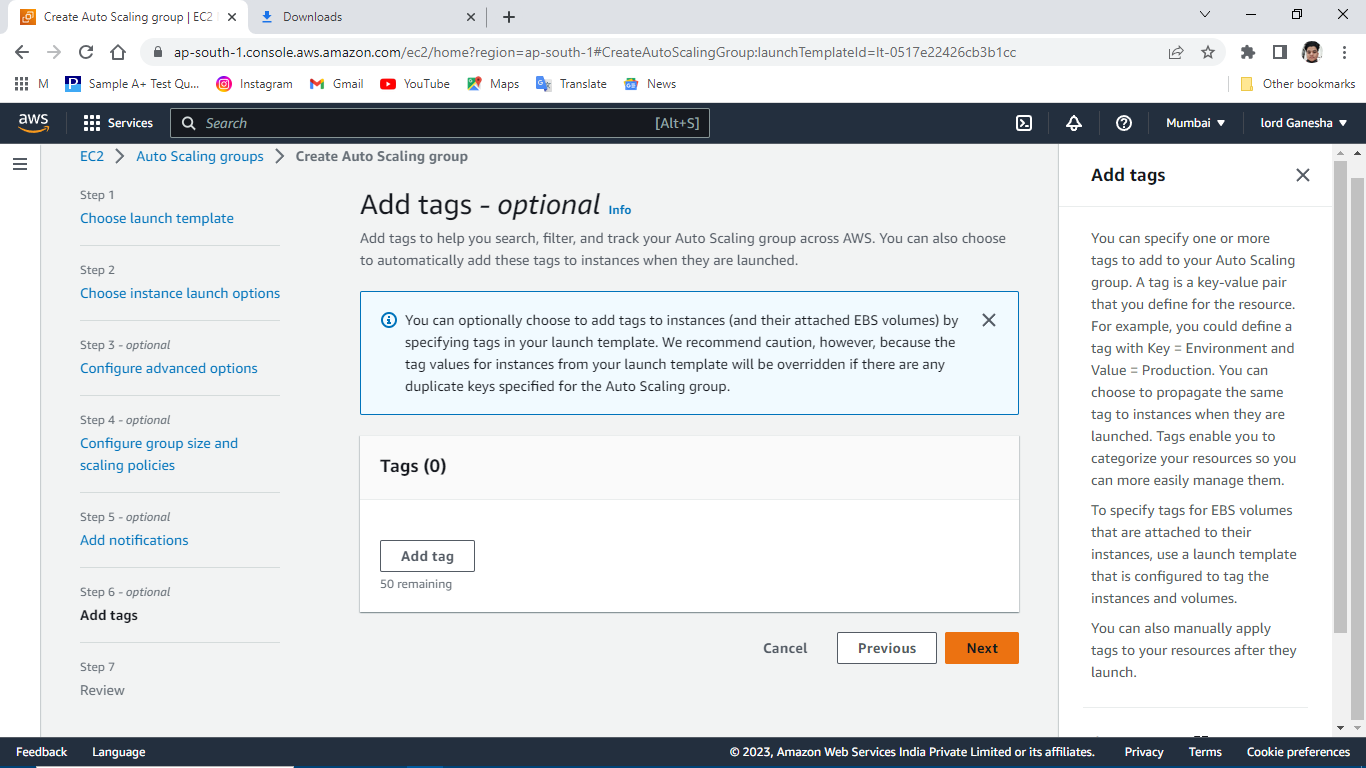 Create Auto Scaling group | EC2
Downloads
ap-south-1.console.aws.amazon.com/ec2/home?region=ap-south-1#CreateAutoScalingGroup:launchTemplateId=lt-0517e22426cb3b1cc
M
Sample A+ Test Qu...
Instagram
Gmail
YouTube
Maps
Translate
News
Other bookmarks
aws
Services
Search
[Alt+S]
Mumbai
lord Ganesha
EC2
Auto Scaling groups
Create Auto Scaling group
Step 1
Choose launch template
Step 2
Choose instance launch options
Step 3 - optional
Configure advanced options
Step 4 - optional
Configure group size and
scaling policies
Step 5 - optional
Add notifications
Step 6 - optional
Add tags
Step 7
Review
Add tags - optional Info
Add tags to help you search, filter, and track your Auto Scaling group across AWS. You can also choose
to automatically add these tags to instances when they are launched.
You can optionally choose to add tags to instances (and their attached EBS volumes) by
specifying tags in your launch template. We recommend caution, however, because the
tag values for instances from your launch template will be overridden if there are any
duplicate keys specified for the Auto Scaling group.
Tags (0)
Add tag
50 remaining
Cancel
Previous
Next
Add tags
You can specify one or more
tags to add to your Auto Scaling
group. A tag is a key-value pair
that you define for the resource.
For example, you could define a
tag with Key = Environment and
Value = Production. You can
choose to propagate the same
tag to instances when they are
launched. Tags enable you to
categorize your resources so you
can more easily manage them.
To specify tags for EBS volumes
that are attached to their
instances, use a launch template
that is configured to tag the
instances and volumes.
You can also manually apply
tags to your resources after they
launch.
Feedback
Language
© 2023, Amazon Web Services India Private Limited or its affiliates.
Privacy
Terms
Cookie preferences